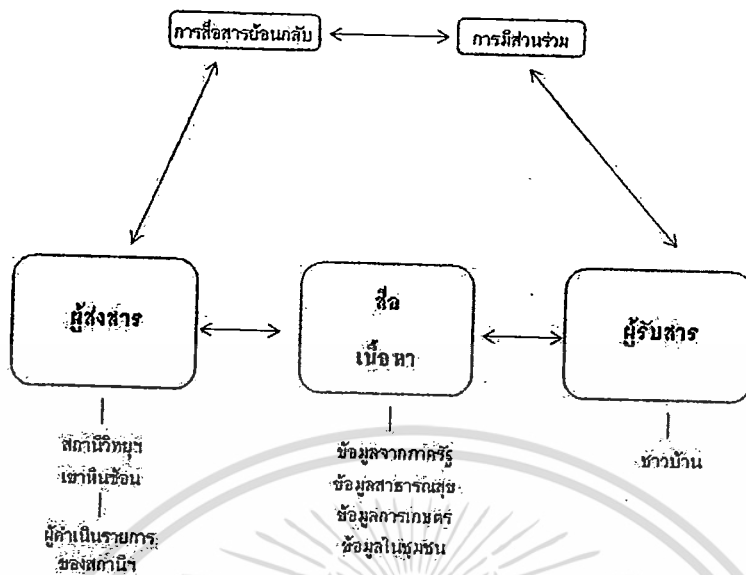 การสื่อสารย้อนกลับ
การมีส่วนร่วม
ผู้ส่งสาร
สื่อ
เนื้อหา
ผู้รับสาร
สถานีวิทยุฯ
เขาหินซ้อน
ผู้ดำเนินรายการ
ของสถานีฯ
ข้อมูลจากภาครัฐ
ข้อมูลสาธารณสุข
ข้อมูลการเกษตร
ข้อมูลในชุมชน
ชาวบ้าน